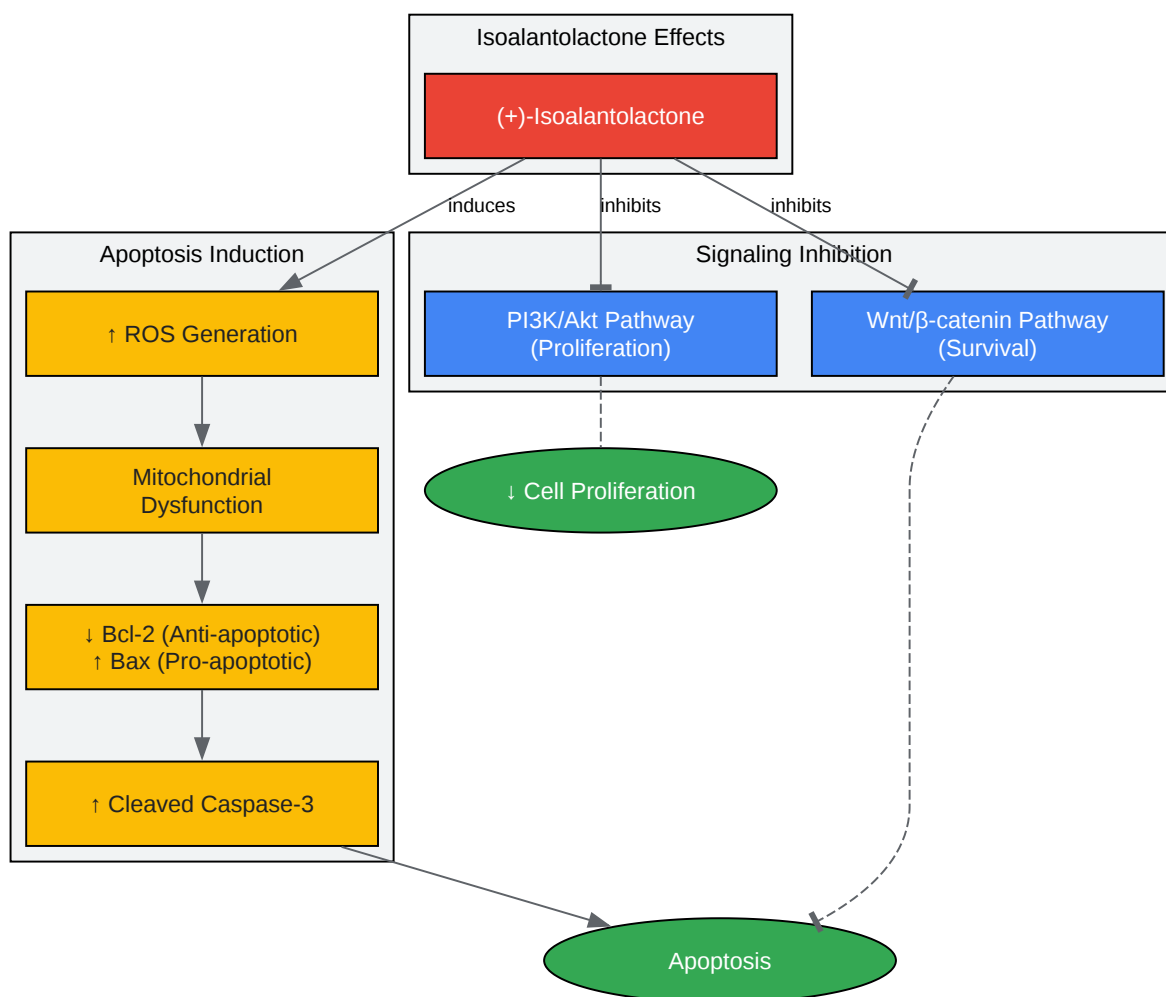 Isoalantolactone Effects
(+)-Isoalantolactone
induces
inhibits
inhibits
Apoptosis Induction
Signaling Inhibition
↑ ROS Generation
PI3K/Akt Pathway
(Proliferation)
Wnt/β-catenin Pathway
(Survival)
Mitochondrial
Dysfunction
↓ Cell Proliferation
↓ Bcl-2 (Anti-apoptotic)
↑ Bax (Pro-apoptotic)
↑ Cleaved Caspase-3
Apoptosis